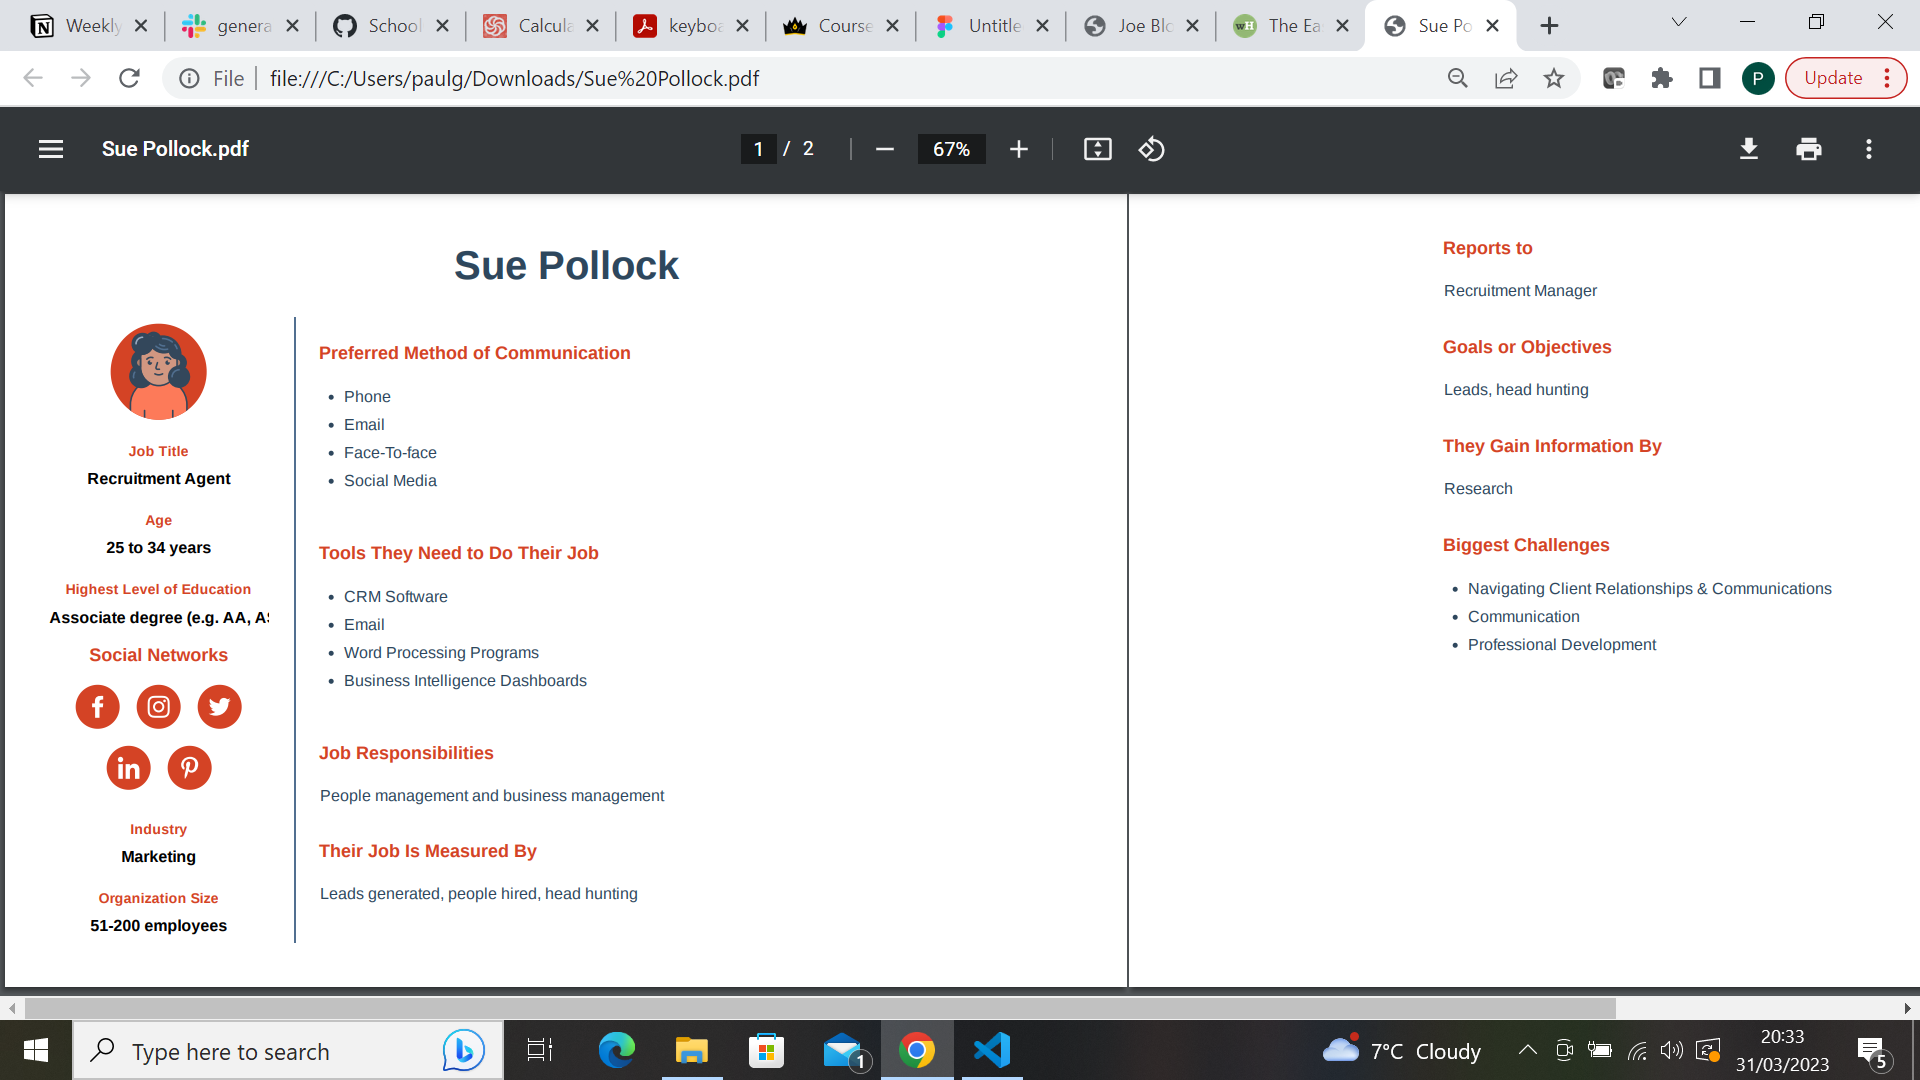 Weekly
genera
School
Calcula
keyboa
Course
Untitle
Joe Blo
The Ea
Sue Po
File
file:///C:/Users/paulg/Downloads/Sue%20Pollock.pdf
P
Update
Sue Pollock.pdf
1 / 2
67%
Sue Pollock
Job Title
Recruitment Agent
Age
25 to 34 years
Highest Level of Education
Associate degree (e.g. AA, AS
Social Networks
Industry
Marketing
Organization Size
51-200 employees
Preferred Method of Communication
• Phone
• Email
• Face-To-face
• Social Media
Tools They Need to Do Their Job
• CRM Software
• Email
• Word Processing Programs
• Business Intelligence Dashboards
Job Responsibilities
People management and business management
Their Job Is Measured By
Leads generated, people hired, head hunting
Reports to
Recruitment Manager
Goals or Objectives
Leads, head hunting
They Gain Information By
Research
Biggest Challenges
• Navigating Client Relationships & Communications
• Communication
• Professional Development
Type here to search
1
7°C Cloudy
20:33
31/03/2023
5